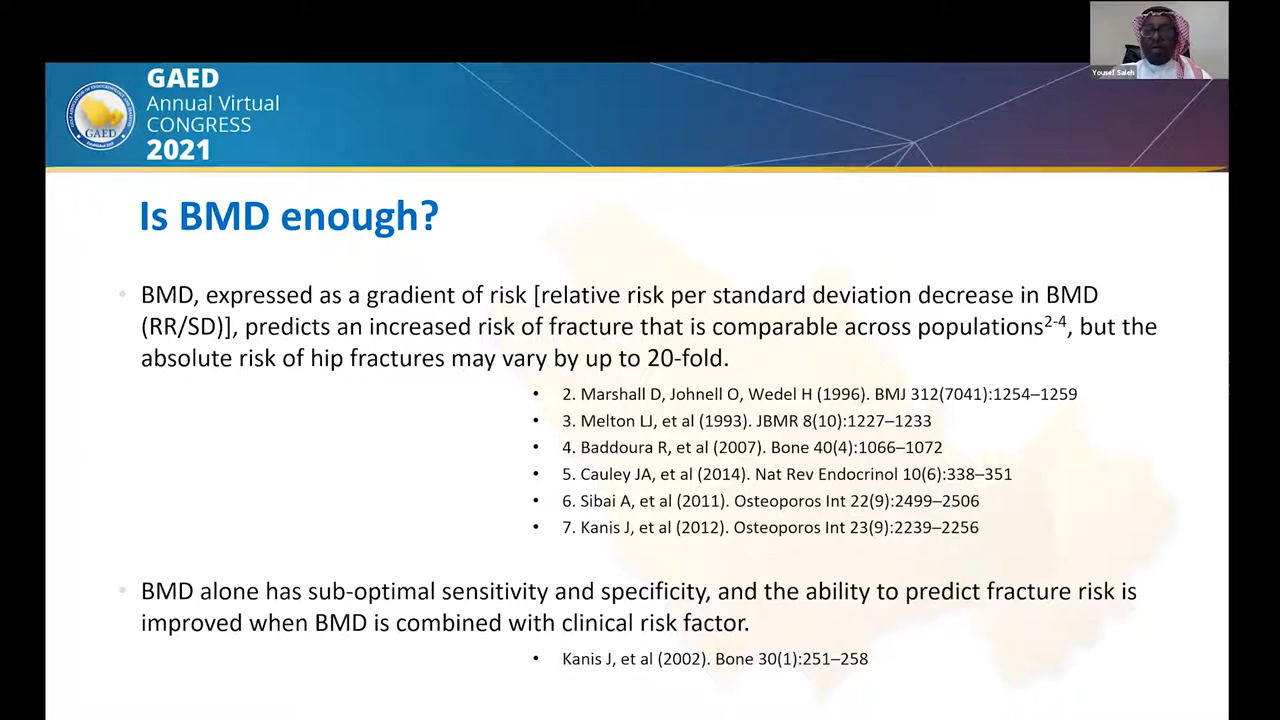 GAED
Annual Virtual
CONGRESS
2021
GAED
Yousef Saleh
Is BMD enough?
• BMD, expressed as a gradient of risk [relative risk per standard deviation decrease in BMD
(RR/SD)], predicts an increased risk of fracture that is comparable across populations2-4, but the
absolute risk of hip fractures may vary by up to 20-fold.
• 2. Marshall D, Johnell O, Wedel H (1996). BMJ 312(7041):1254–1259
• 3. Melton LJ, et al (1993). JBMR 8(10):1227–1233
• 4. Baddoura R, et al (2007). Bone 40(4):1066–1072
• 5. Cauley JA, et al (2014). Nat Rev Endocrinol 10(6):338–351
• 6. Sibai A, et al (2011). Osteoporos Int 22(9):2499–2506
• 7. Kanis J, et al (2012). Osteoporos Int 23(9):2239–2256
• BMD alone has sub-optimal sensitivity and specificity, and the ability to predict fracture risk is
improved when BMD is combined with clinical risk factor.
• Kanis J, et al (2002). Bone 30(1):251–258